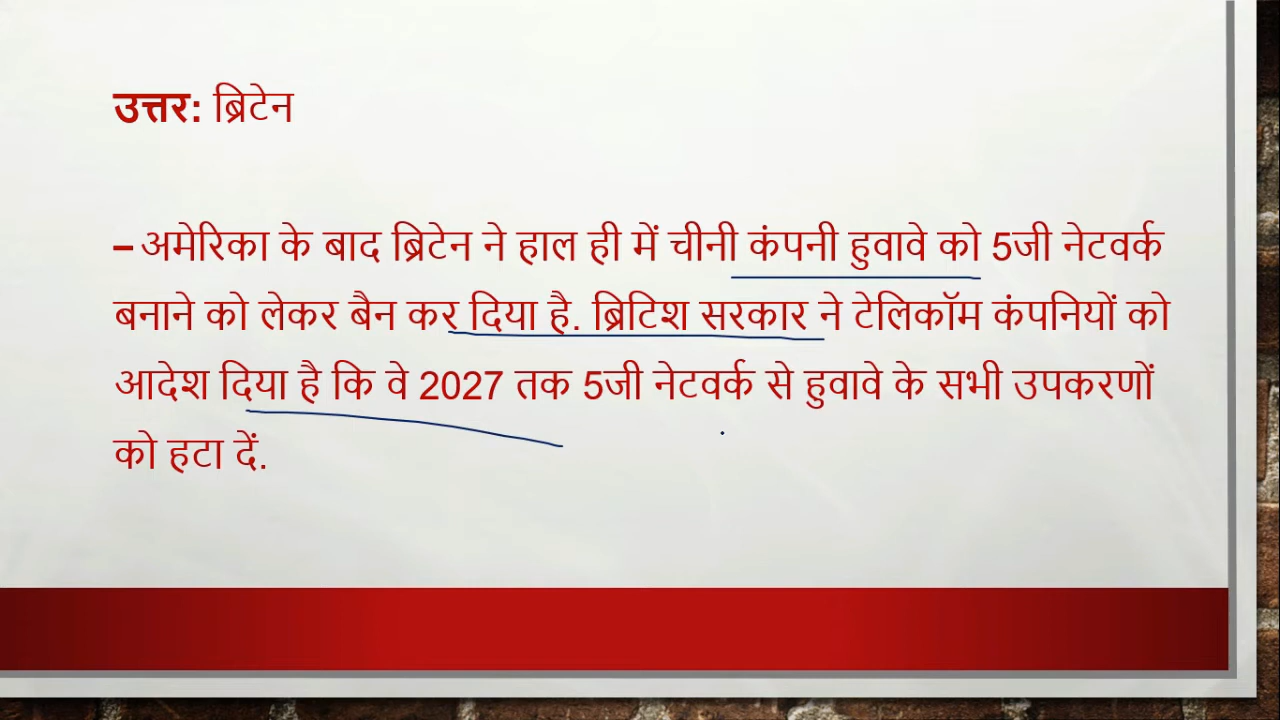 उत्तर: ब्रिटेन
– अमेरिका के बाद ब्रिटेन ने हाल ही में चीनी कंपनी हुवावे को 5जी नेटवर्क
बनाने को लेकर बैन कर दिया है. ब्रिटिश सरकार ने टेलिकॉम कंपनियों को
आदेश दिया है कि वे 2027 तक 5जी नेटवर्क से हुवावे के सभी उपकरणों
को हटा दें.